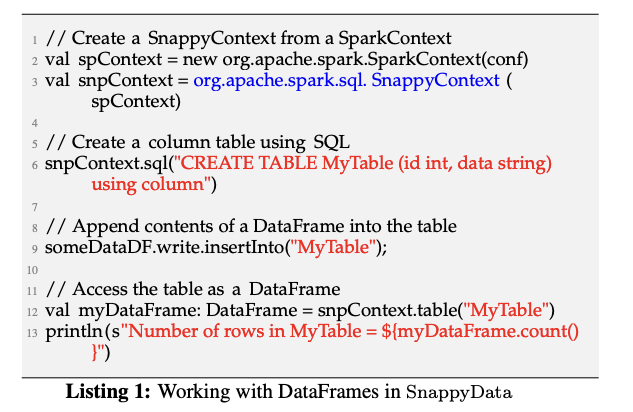 1 // Create a SnappyContext from a SparkContext
2 val spContext = new org.apache.spark.SparkContext(conf)
3 val snpContext = org.apache.spark.sql. SnappyContext (
spContext)
4
5 // Create a column table using SQL
6 snpContext.sql("CREATE TABLE MyTable (id int, data string)
using column")
7
8 // Append contents of a DataFrame into the table
9 someDataDF.write.insertInto("MyTable");
10
11 // Access the table as a DataFrame
12 val myDataFrame: DataFrame = snpContext.table("MyTable")
13 println(s"Number of rows in MyTable = ${myDataFrame.count()
}")
Listing 1: Working with DataFrames in SnappyData